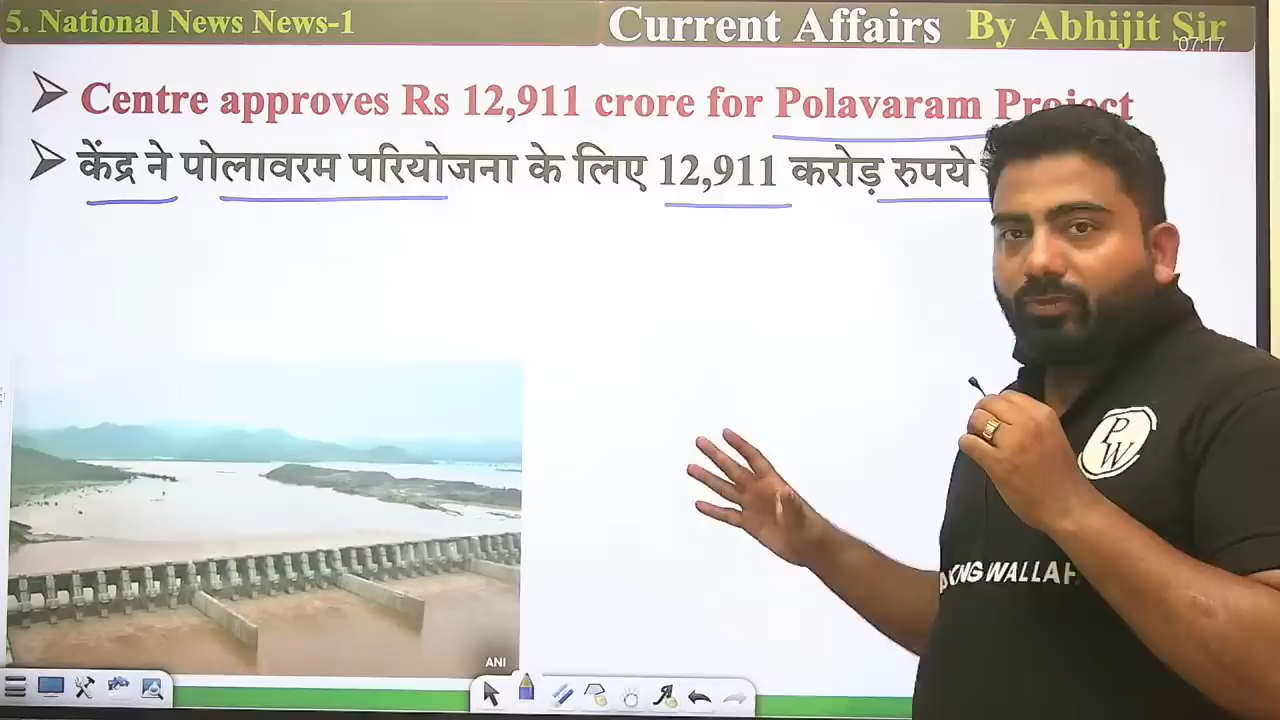 5. National News News-1
Current Affairs By Abhijit Sir
07:17
Centre approves Rs 12,911 crore for Polavaram Project
केंद्र ने पोलावरम परियोजना के लिए 12,911 करोड़ रुपये
PW
WALLAH
ANI